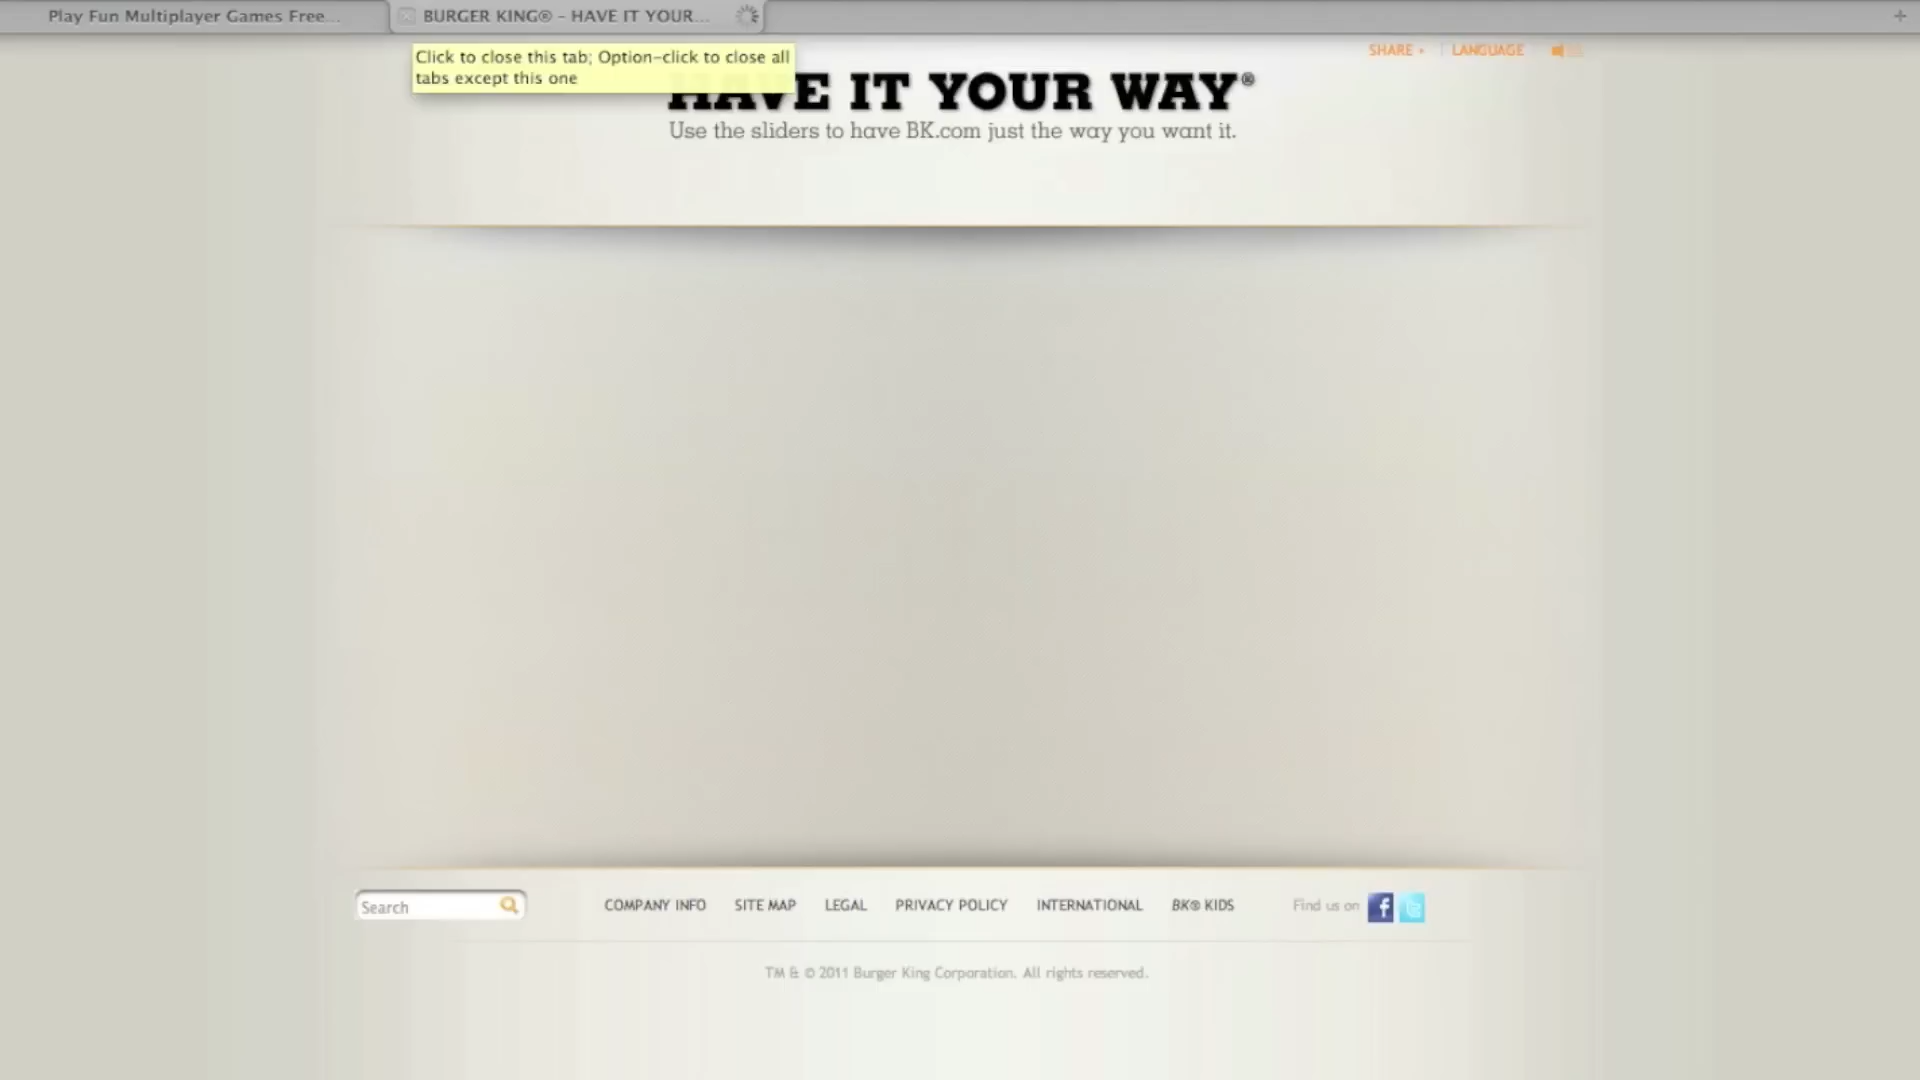 Play Fun Multiplayer Games Free...
BURGER KING® - HAVE IT YOUR...
Click to close this tab; Option-click to close all
tabs except this one
SHARE
LANGUAGE
HAVE IT YOUR WAY®
Use the sliders to have BK.com just the way you want it.
Search
COMPANY INFO
SITE MAP
LEGAL
PRIVACY POLICY
INTERNATIONAL
BK® KIDS
Find us on
TM & © 2011 Burger King Corporation. All rights reserved.